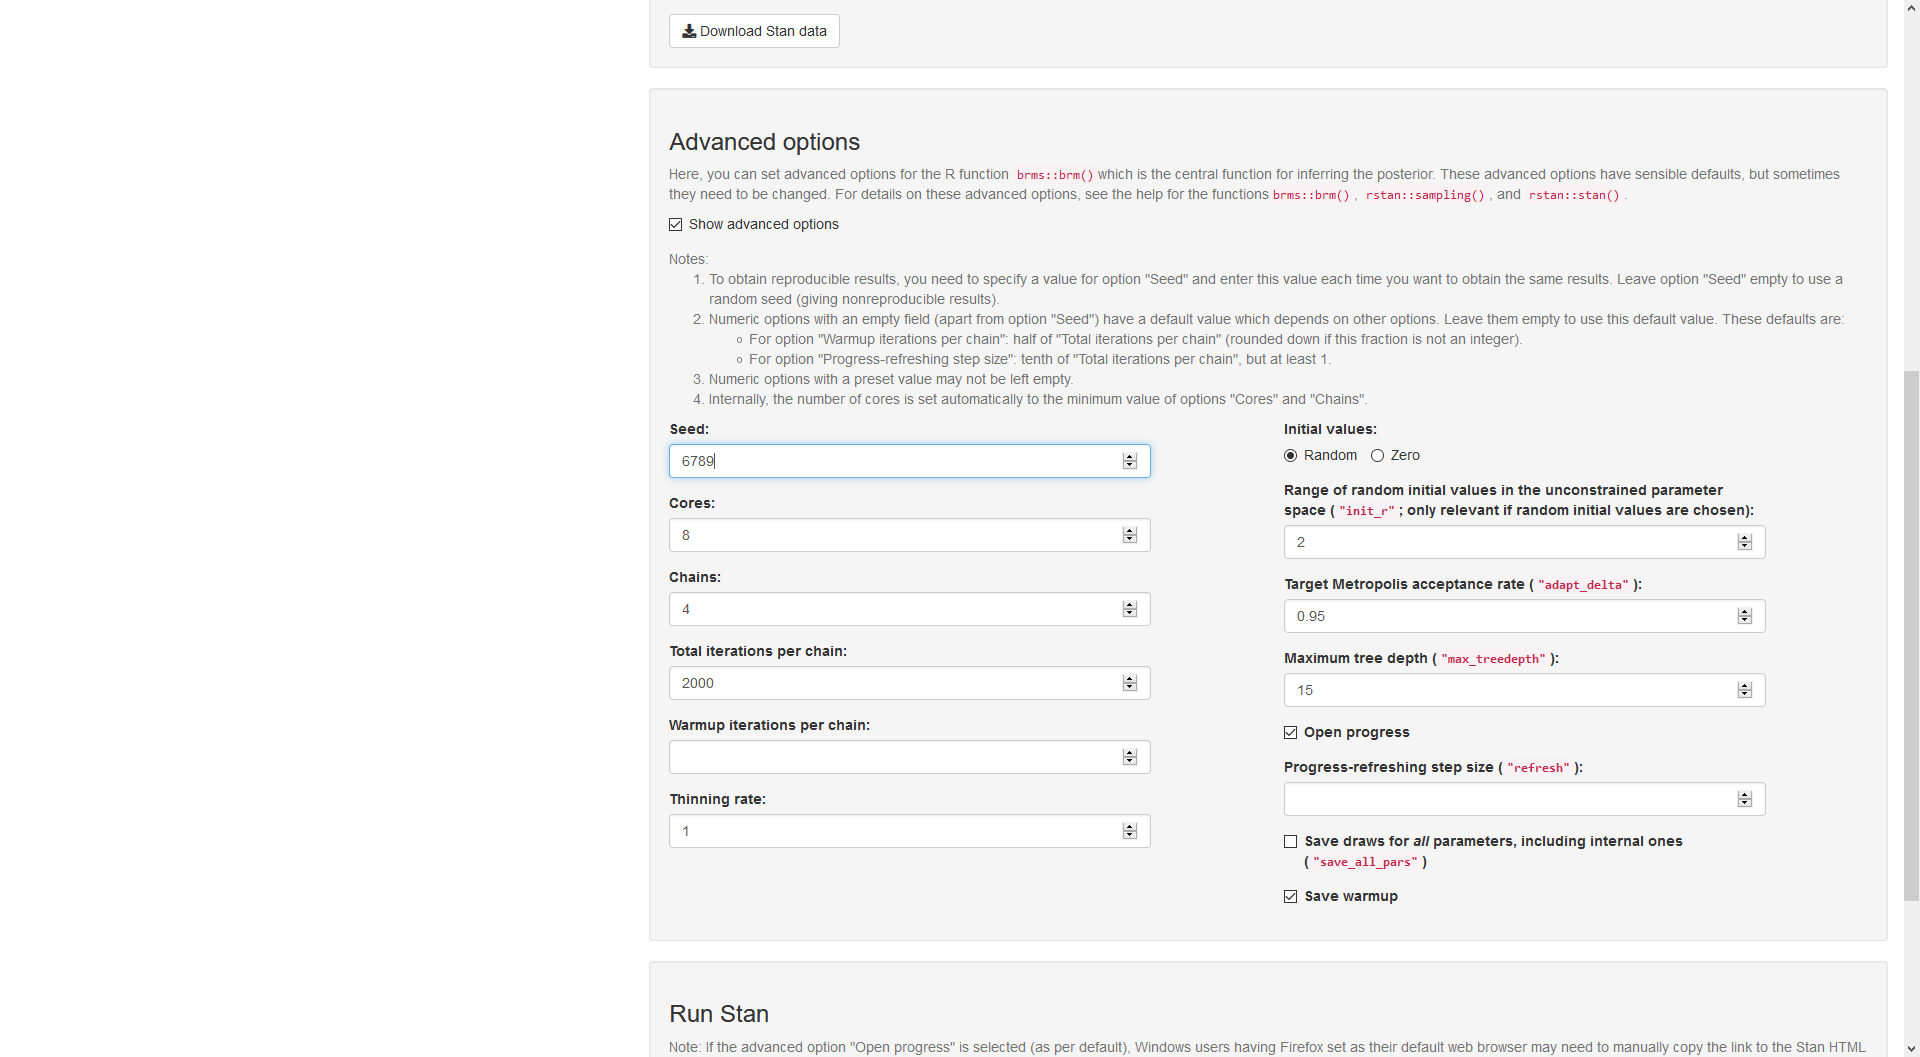 Download Stan data
Advanced options
Here, you can set advanced options for the R function brms::brm() which is the central function for inferring the posterior. These advanced options have sensible defaults, but sometimes
they need to be changed. For details on these advanced options, see the help for the functions brms::brm() , rstan::sampling() , and rstan::stan() .
Show advanced options
Notes:
1. To obtain reproducible results, you need to specify a value for option "Seed" and enter this value each time you want to obtain the same results. Leave option "Seed" empty to use a
random seed (giving nonreproducible results).
2. Numeric options with an empty field (apart from option "Seed") have a default value which depends on other options. Leave them empty to use this default value. These defaults are:
For option "Warmup iterations per chain": half of "Total iterations per chain" (rounded down if this fraction is not an integer).
For option "Progress-refreshing step size": tenth of "Total iterations per chain", but at least 1.
3. Numeric options with a preset value may not be left empty.
4. Internally, the number of cores is set automatically to the minimum value of options "Cores" and "Chains".
Seed:
6789
Cores:
8
Chains:
4
Total iterations per chain:
2000
Warmup iterations per chain:
Thinning rate:
1
Initial values:
Random Zero
Range of random initial values in the unconstrained parameter
space ( "init_r" ; only relevant if random initial values are chosen):
2
Target Metropolis acceptance rate ( "adapt_delta" ):
0.95
Maximum tree depth ( "max_treedepth" ):
15
Open progress
Progress-refreshing step size ( "refresh" ):
Save draws for all parameters, including internal ones
( "save_all_pars" )
Save warmup
Run Stan
Note: If the advanced option "Open progress" is selected (as per default), Windows users having Firefox set as their default web browser may need to manually copy the link to the Stan HTML